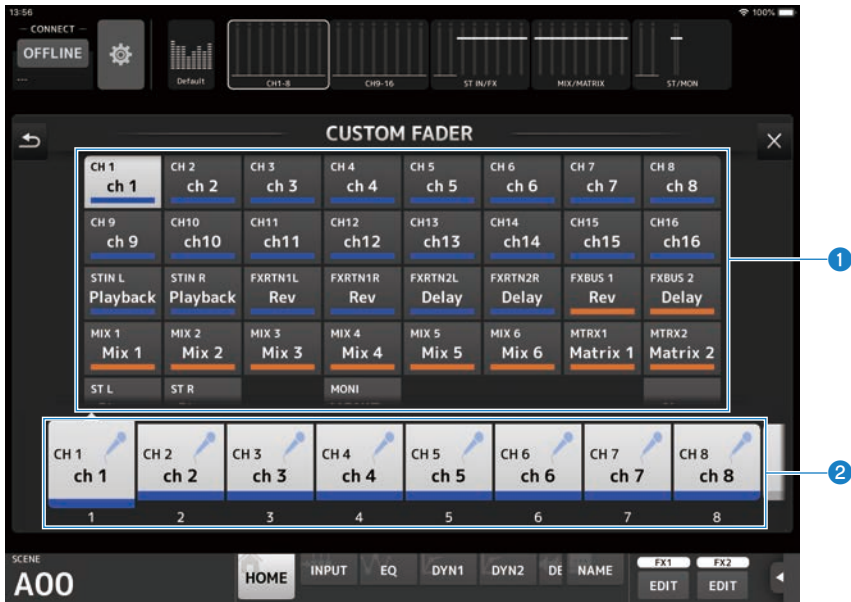 13:56
100%
CONNECT
OFFLINE
---
Default
CH1-8
CH9-16
ST IN/FX
MIX/MATRIX
ST/MON
CUSTOM FADER
CH 1 CH 2 CH 3 CH 4 CH 5 CH 6 CH 7 CH 8
ch 1 ch 2 ch 3 ch 4 ch 5 ch 6 ch 7 ch 8
CH 9 CH10 CH11 CH12 CH13 CH14 CH15 CH16
ch 9 ch10 ch11 ch12 ch13 ch14 ch15 ch16
1
STIN L STIN R FXRTN1L FXRTN1R FXRTN2L FXRTN2R FXBUS 1 FXBUS 2
Playback Playback Rev Rev Delay Delay Rev Delay
MIX 1 MIX 2 MIX 3 MIX 4 MIX 5 MIX 6 MTRX1 MTRX2
Mix 1 Mix 2 Mix 3 Mix 4 Mix 5 Mix 6 Matrix 1 Matrix 2
ST L ST R MONI
CH 1 CH 2 CH 3 CH 4 CH 5 CH 6 CH 7 CH 8
ch 1 ch 2 ch 3 ch 4 ch 5 ch 6 ch 7 ch 8
2
1 2 3 4 5 6 7 8
SCENE
A00
HOME INPUT EQ DYN1 DYN2 DE NAME
FX1 FX2
EDIT EDIT